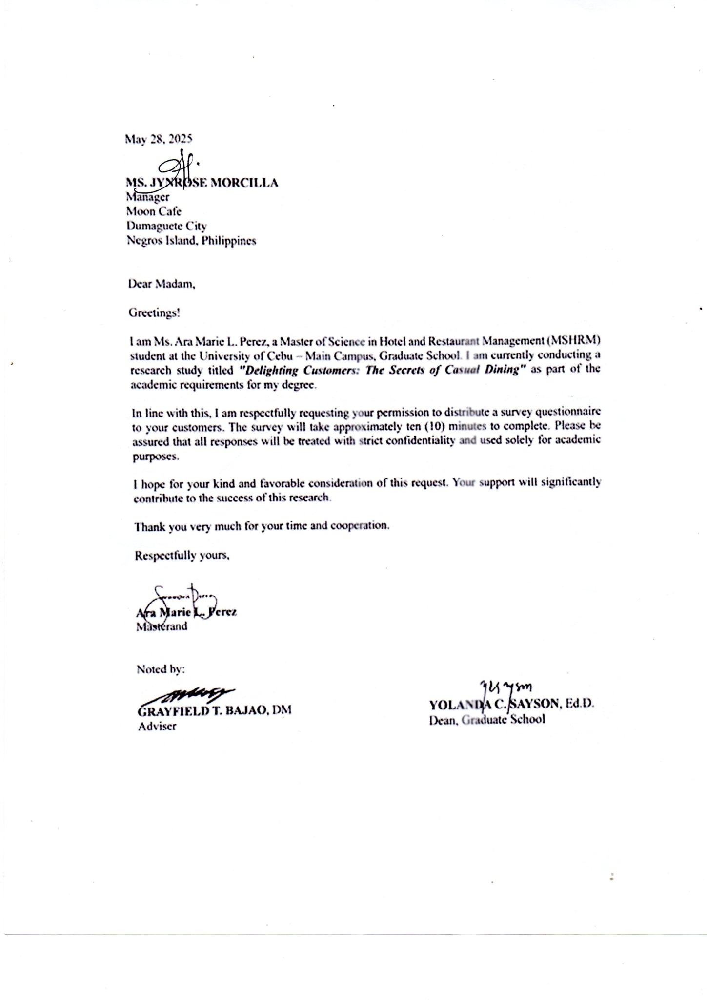 May 28, 2025
MS. JYNROSE MORCILLA
Manager
Moon Cafe
Dumaguete City
Negros Island, Philippines
Dear Madam,
Greetings!
I am Ms. Ara Marie L. Perez, a Master of Science in Hotel and Restaurant Management (MSHRM)
student at the University of Cebu – Main Campus, Graduate School. I am currently conducting a
research study titled "Delighting Customers: The Secrets of Casual Dining" as part of the
academic requirements for my degree.
In line with this, I am respectfully requesting your permission to distribute a survey questionnaire
to your customers. The survey will take approximately ten (10) minutes to complete. Please be
assured that all responses will be treated with strict confidentiality and used solely for academic
purposes.
I hope for your kind and favorable consideration of this request. Your support will significantly
contribute to the success of this research.
Thank you very much for your time and cooperation.
Respectfully yours,
Ara Marie L. Perez
Masterand
Noted by:
GRAYFIELD T. BAJAO, DM
Adviser
YOLANDA C. SAYSON, Ed.D.
Dean, Graduate School